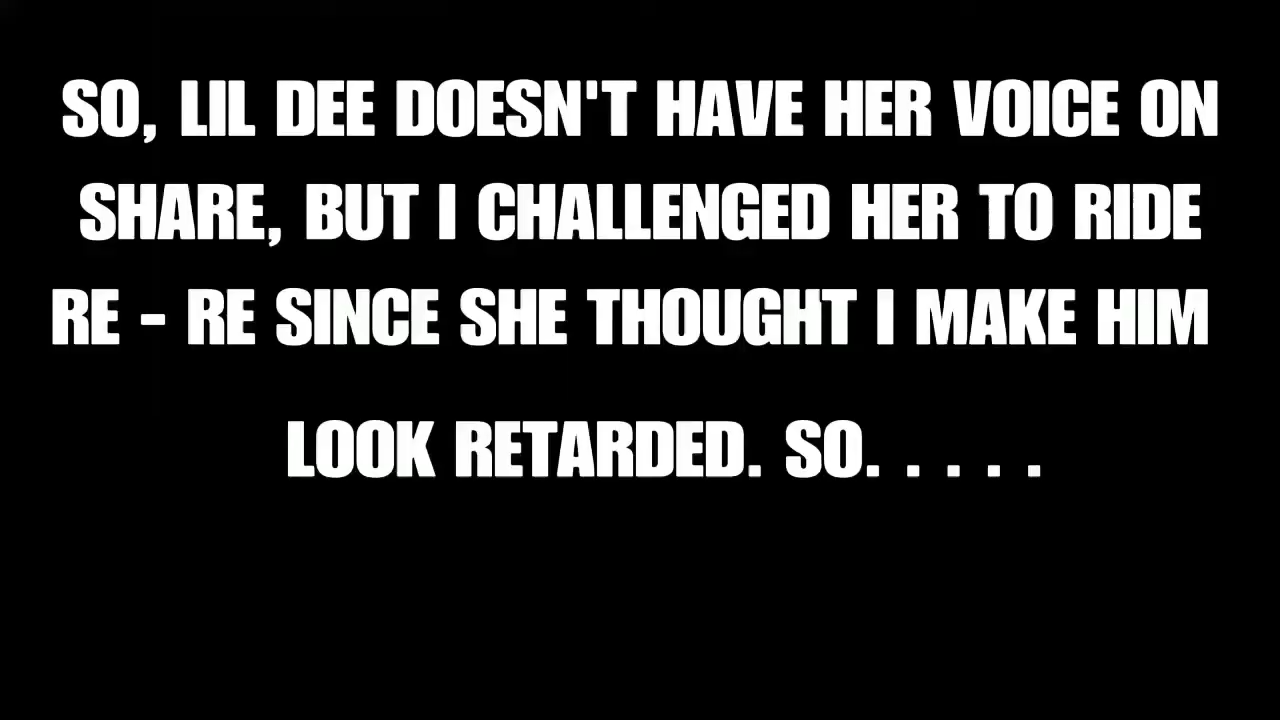 SO, LIL DEE DOESN'T HAVE HER VOICE ON
SHARE, BUT I CHALLENGED HER TO RIDE
RE - RE SINCE SHE THOUGHT I MAKE HIM
LOOK RETARDED. SO. . . . .